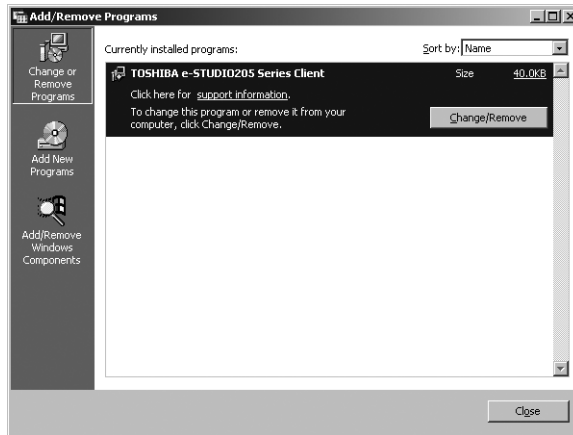 Add/Remove Programs
Change or
Remove
Programs
Add New
Programs
Add/Remove
Windows
Components
Currently installed programs:
Sort by: Name
TOSHIBA e-STUDIO205 Series Client
Size 40.0KB
Click here for support information.
To change this program or remove it from your
computer, click Change/Remove.
Change/Remove
Close